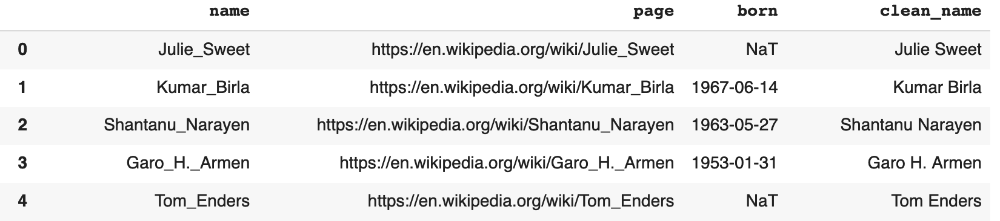 name page born clean_name
0 Julie_Sweet https://en.wikipedia.org/wiki/Julie_Sweet NaT Julie Sweet
1 Kumar_Birla https://en.wikipedia.org/wiki/Kumar_Birla 1967-06-14 Kumar Birla
2 Shantanu_Narayen https://en.wikipedia.org/wiki/Shantanu_Narayen 1963-05-27 Shantanu Narayen
3 Garo_H._Armen https://en.wikipedia.org/wiki/Garo_H._Armen 1953-01-31 Garo H. Armen
4 Tom_Enders https://en.wikipedia.org/wiki/Tom_Enders NaT Tom Enders